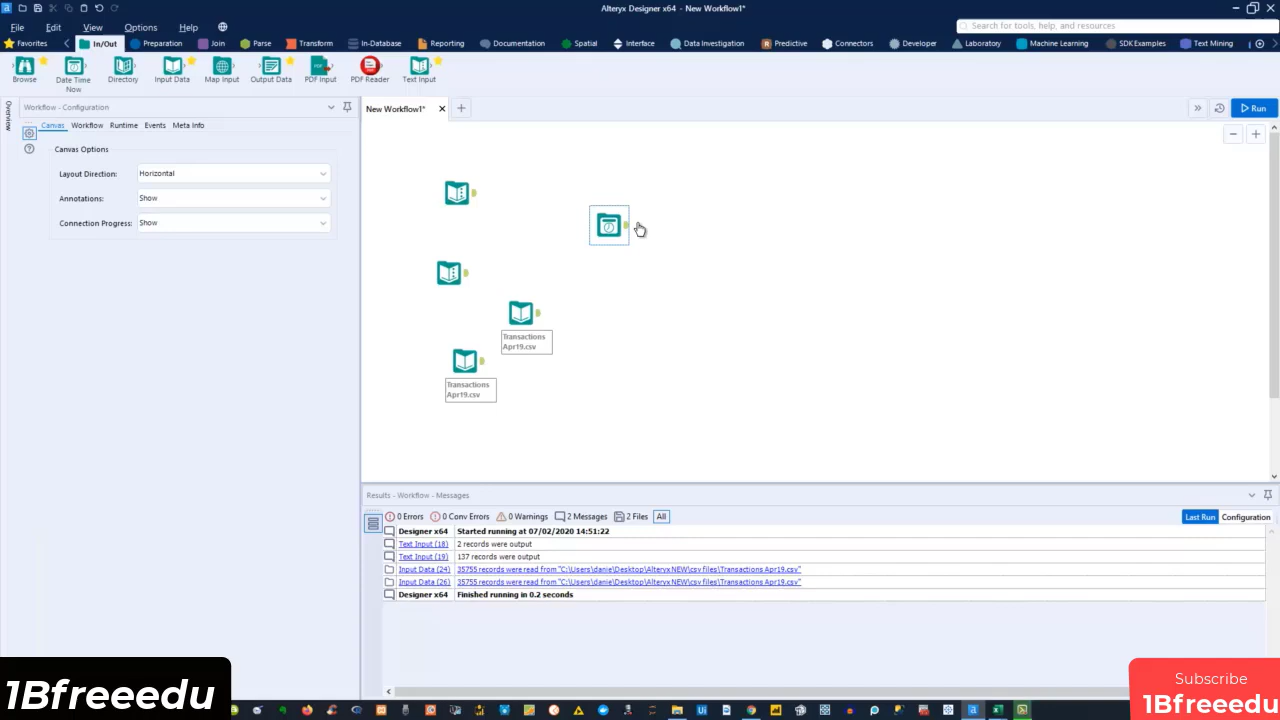 Alteryx Designer x64 - New Workflow1*
File Edit View Options Help
Search for tools, help, and resources
Favorites In/Out Preparation Join Parse Transform In-Database Reporting Documentation Spatial Interface Data Investigation Predictive Connectors Developer Laboratory Machine Learning SDK Examples Text Mining
Browse Date Time Now Directory Input Data Map Input Output Data PDF Input PDF Reader Text Input
Overview
Workflow - Configuration
New Workflow1*
Run
Canvas Workflow Runtime Events Meta Info
Canvas Options
Layout Direction: Horizontal
Annotations: Show
Connection Progress: Show
Transactions
Apr19.csv
Transactions
Apr19.csv
Results - Workflow - Messages
0 Errors 0 Conv Errors 0 Warnings 2 Messages 2 Files All
Last Run Configuration
Designer x64 Started running at 07/02/2020 14:51:22
Text Input (18) 2 records were output
Text Input (19) 137 records were output
Input Data (24) 35755 records were read from "C:\Users\danie\Desktop\Alteryx NEW\csv files\Transactions Apr19.csv"
Input Data (26) 35755 records were read from "C:\Users\danie\Desktop\Alteryx NEW\csv files\Transactions Apr19.csv"
Designer x64 Finished running in 0.2 seconds
1Bfreeedu
Subscribe
1Bfreeedu